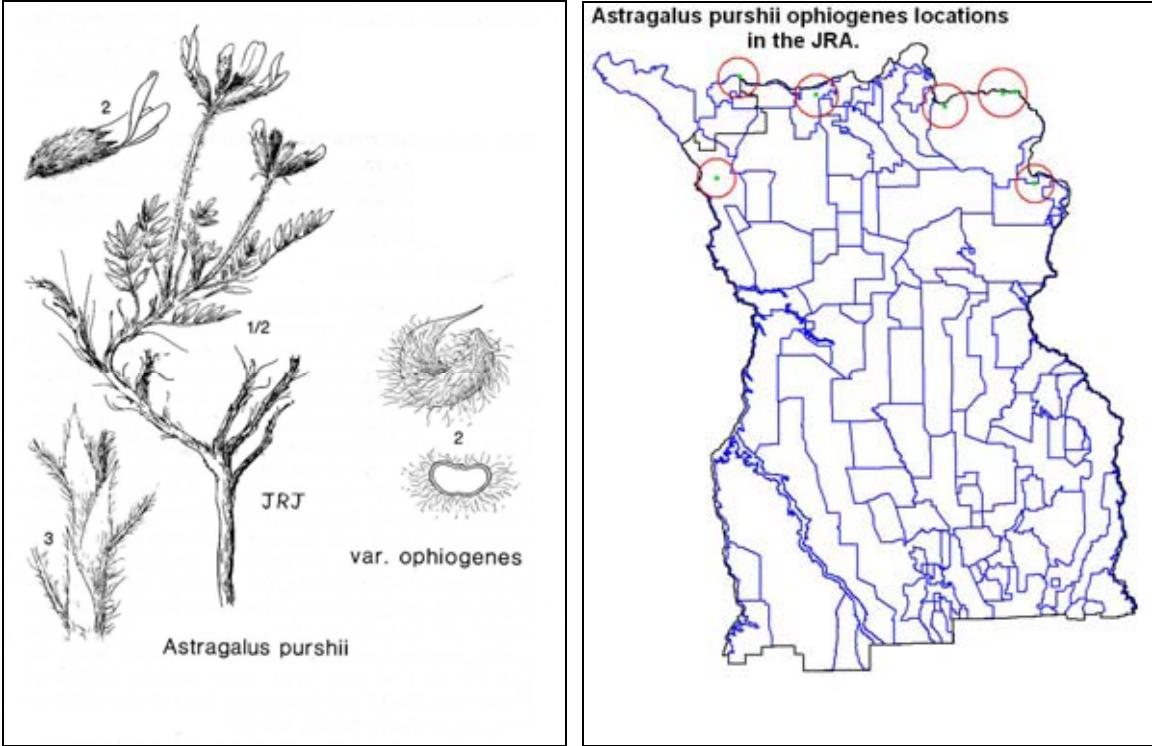 2
1/2
2
JRJ
3
var. ophiogenes
Astragalus purshii
Astragalus purshii ophiogenes locations
in the JRA.